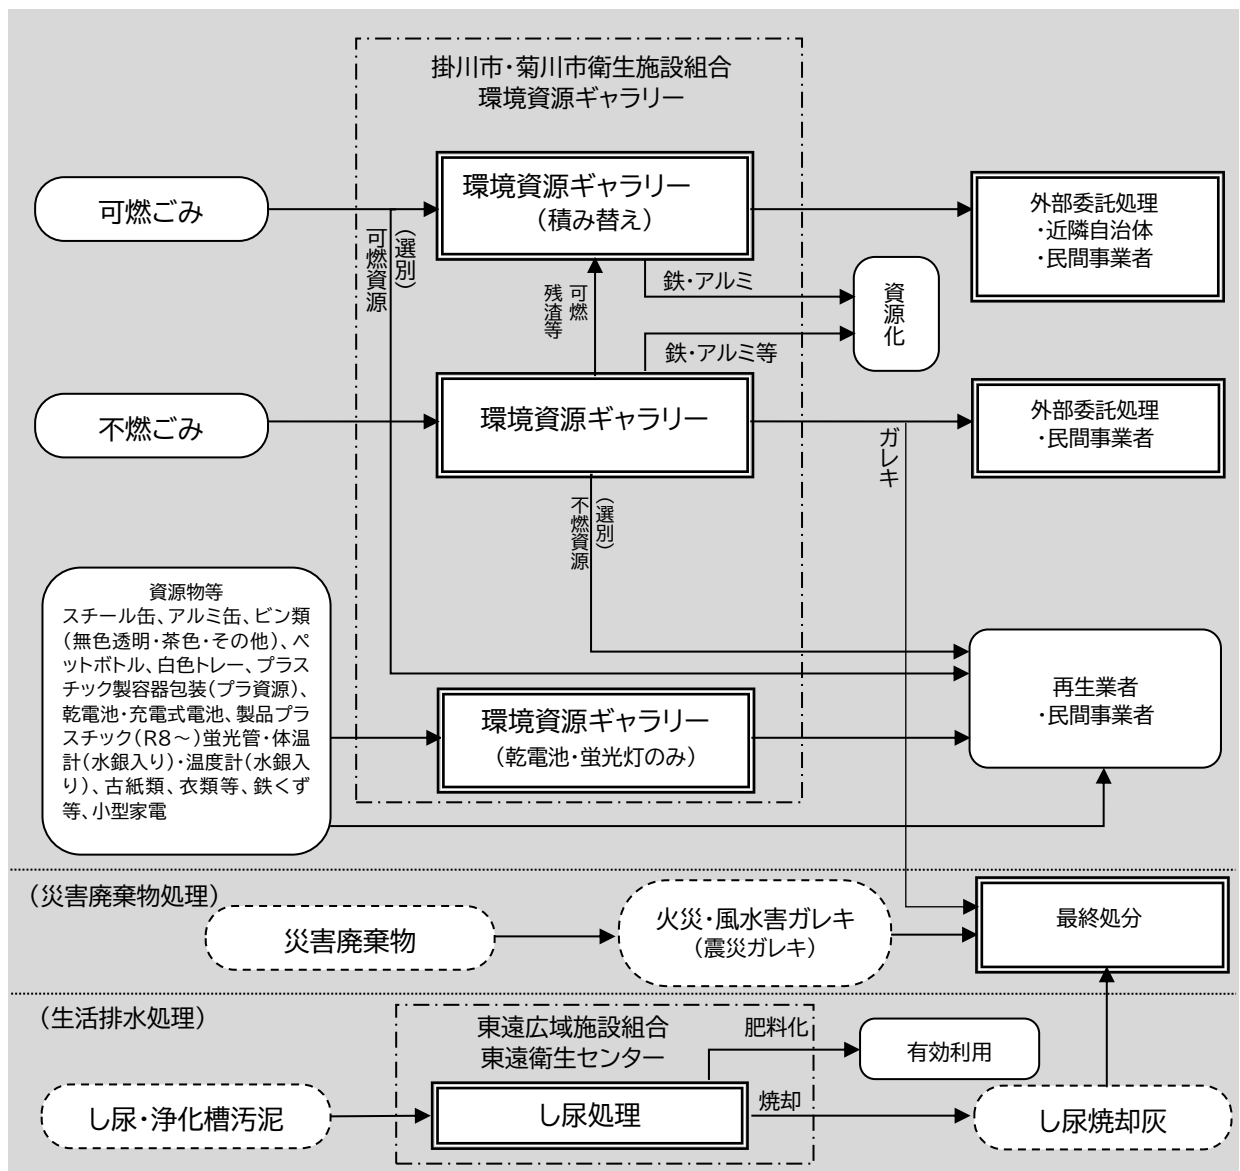 掛川市・菊川市衛生施設組合
環境資源ギャラリー
可燃ごみ
環境資源ギャラリー
（積み替え）
外部委託処理
・近隣自治体
・民間事業者
（選別）
可燃資源
可燃
残渣等
鉄・アルミ
鉄・アルミ等
資源化
不燃ごみ
環境資源ギャラリー
外部委託処理
・民間事業者
ガレキ
（選別）
不燃資源
資源物等
スチール缶、アルミ缶、ビン類
（無色透明・茶色・その他）、ペ
ットボトル、白色トレー、プラス
チック製容器包装（プラ資源）、
乾電池・充電式電池、製品プラ
スチック（R8～）蛍光管・体温
計（水銀入り）・温度計（水銀入
り）、古紙類、衣類等、鉄くず
等、小型家電
環境資源ギャラリー
（乾電池・蛍光灯のみ）
再生業者
・民間事業者
（災害廃棄物処理）
災害廃棄物
火災・風水害ガレキ
（震災ガレキ）
最終処分
（生活排水処理）
東遠広域施設組合
東遠衛生センター
肥料化
有効利用
し尿・浄化槽汚泥
し尿処理
焼却
し尿焼却灰